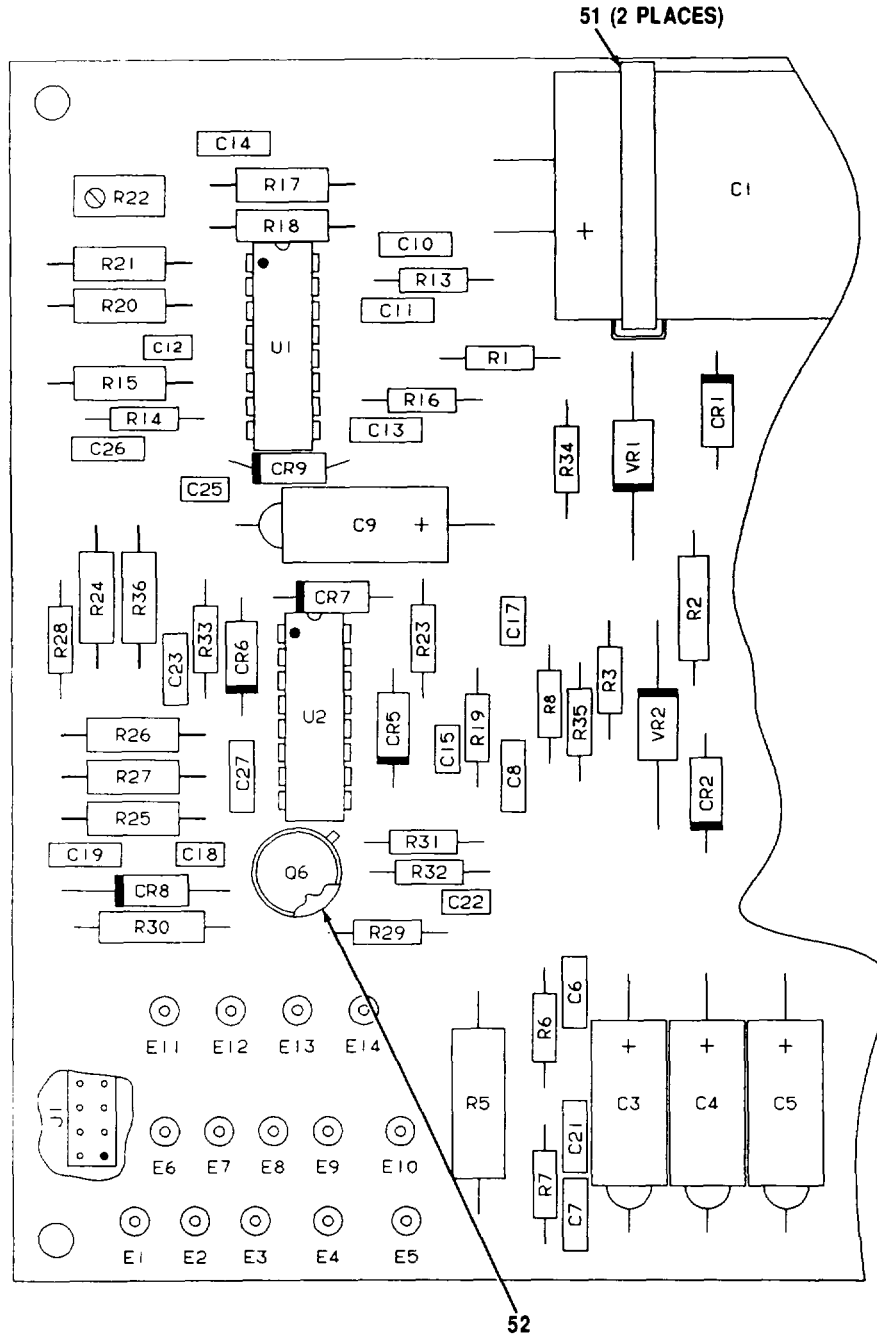 51 (2 PLACES)
C14
R17
R22
R18
C1
+
C10
R21
R13
R20
C11
U1
C12
R1
R15
R16
CR1
R14
C13
C26
R34
VR1
CR9
C25
C9 +
R24
R36
CR7
R2
R28
R33
R23
C17
CR6
C23
R3
R8
U2
R19
R35
VR2
CR5
R26
C15
C27
C8
R27
CR2
R25
R31
C19
C18
Q6
R32
CR8
C22
R30
R29
C6
R6
E11 E12 E13 E14
+ + +
R5
C3 C4 C5
J1
C21
E6 E7 E8 E9 E10
R7
C7
E1 E2 E3 E4 E5
52